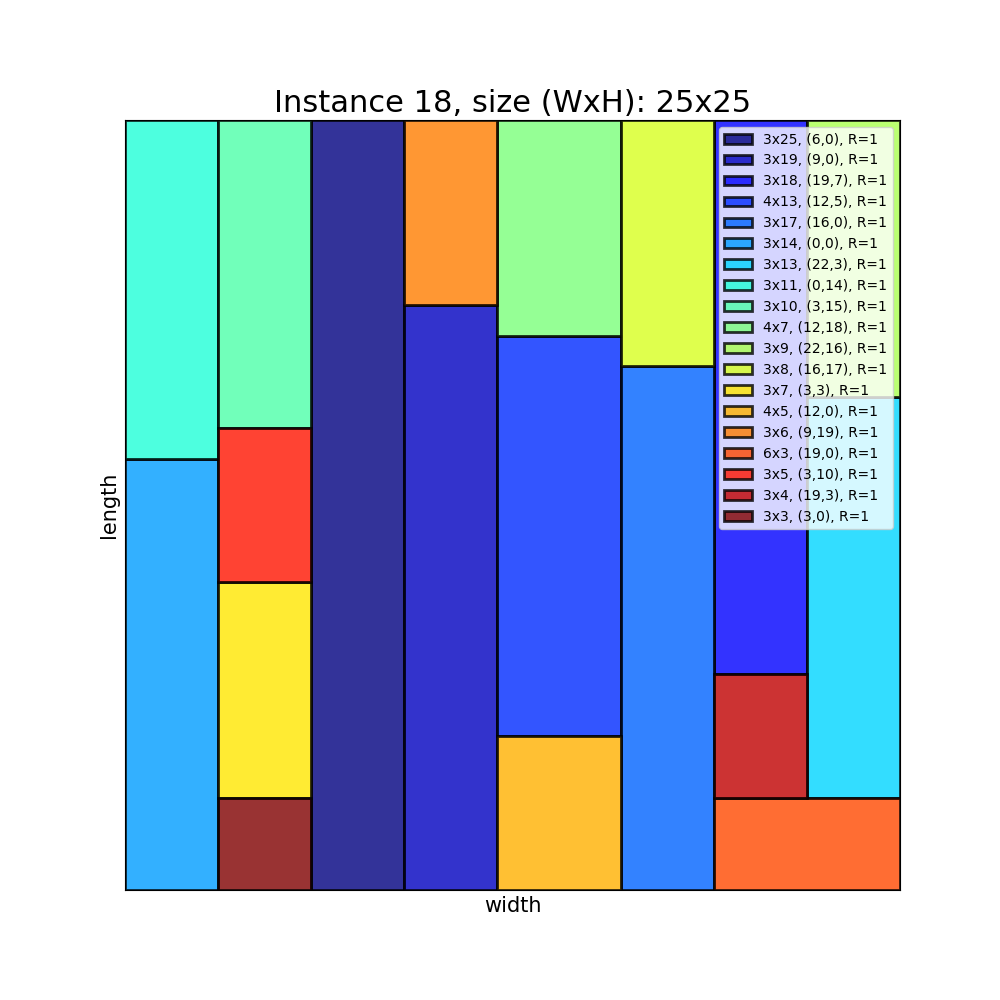 Instance 18, size (WxH): 25x25
3x25, (6,0), R=1
3x19, (9,0), R=1
3x18, (19,7), R=1
4x13, (12,5), R=1
3x17, (16,0), R=1
3x14, (0,0), R=1
3x13, (22,3), R=1
3x11, (0,14), R=1
3x10, (3,15), R=1
4x7, (12,18), R=1
3x9, (22,16), R=1
3x8, (16,17), R=1
3x7, (3,3), R=1
4x5, (12,0), R=1
3x6, (9,19), R=1
6x3, (19,0), R=1
3x5, (3,10), R=1
3x4, (19,3), R=1
3x3, (3,0), R=1
length
width